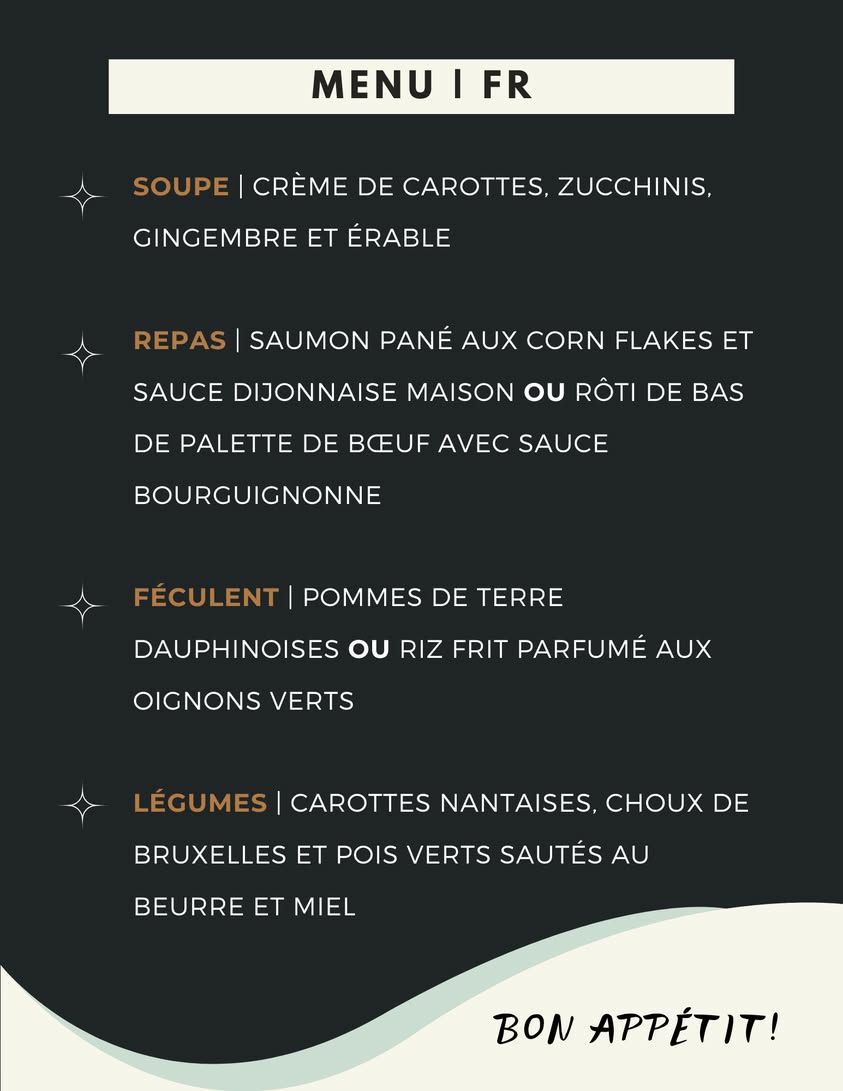 MENU | FR
SOUPE | CRÈME DE CAROTTES, ZUCCHINIS,
GINGEMBRE ET ÉRABLE
REPAS | SAUMON PANÉ AUX CORN FLAKES ET
SAUCE DIJONNAISE MAISON OU RÔTI DE BAS
DE PALETTE DE BŒUF AVEC SAUCE
BOURGUIGNONNE
FÉCULENT | POMMES DE TERRE
DAUPHINOISES OU RIZ FRIT PARFUMÉ AUX
OIGNONS VERTS
LÉGUMES | CAROTTES NANTAISES, CHOUX DE
BRUXELLES ET POIS VERTS SAUTÉS AU
BEURRE ET MIEL
BON APPÉTIT!